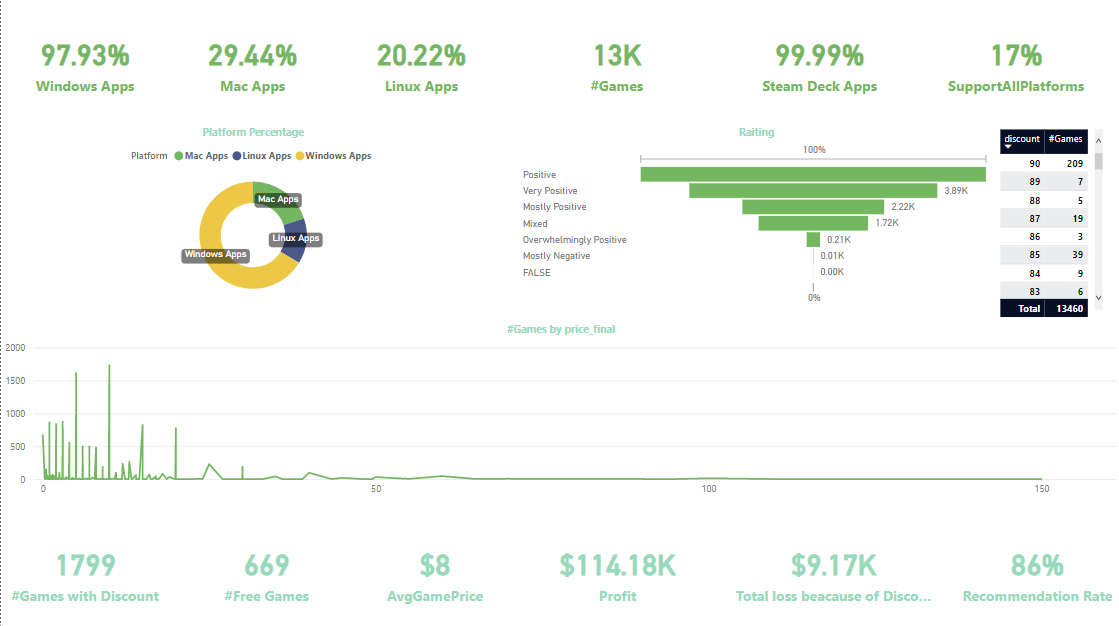 97.93%
Windows Apps
29.44%
Mac Apps
20.22%
Linux Apps
13K
#Games
99.99%
Steam Deck Apps
17%
SupportAllPlatforms
Platform Percentage
Platform Mac Apps Linux Apps Windows Apps
Mac Apps
Linux Apps
Windows Apps
Raiting
100%
Positive
Very Positive 3.89K
Mostly Positive 2.22K
Mixed 1.72K
Overwhelmingly Positive 0.21K
Mostly Negative 0.01K
FALSE 0.00K
0%
discount #Games
90 209
89 7
88 5
87 19
86 3
85 39
84 9
83 6
Total 13460
#Games by price_final
2000
1500
1000
500
0
0 50 100 150
1799
#Games with Discount
669
#Free Games
$8
AvgGamePrice
$114.18K
Profit
$9.17K
Total loss beacause of Disco...
86%
Recommendation Rate